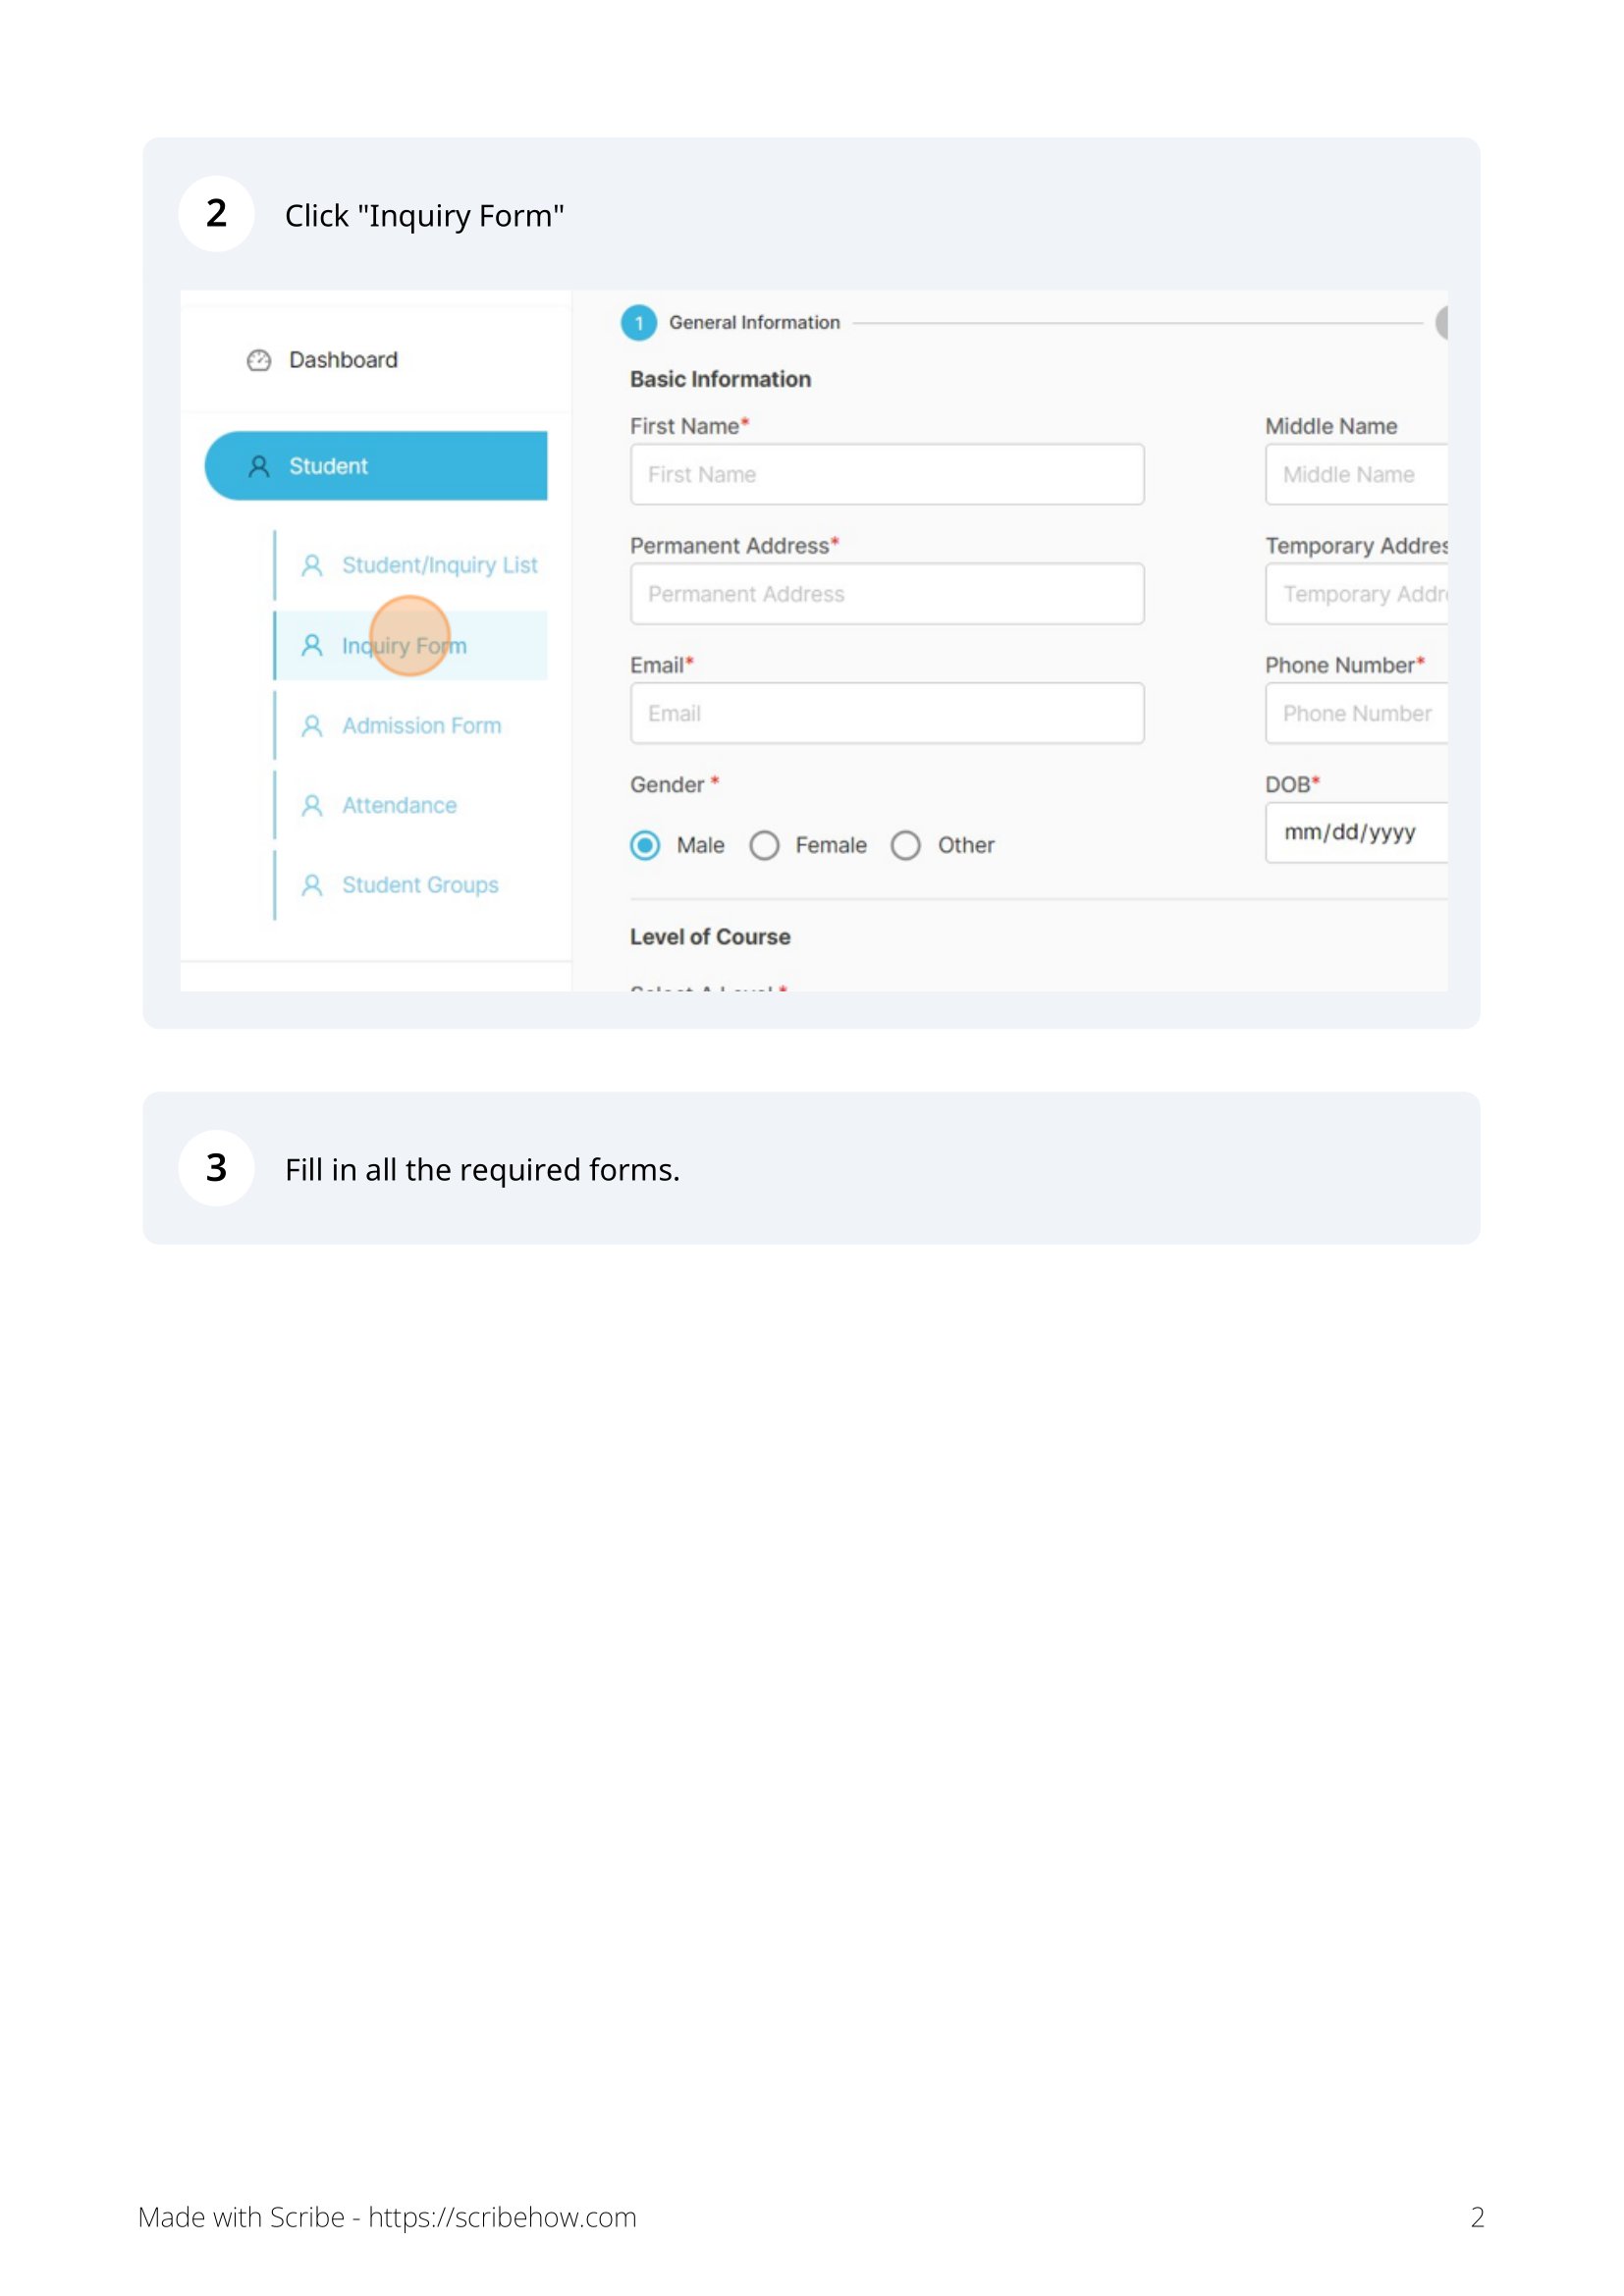 2 Click "Inquiry Form"
1 General Information
Dashboard
Basic Information
First Name* Middle Name
First Name Middle Name
Student
Permanent Address* Temporary Addres
Student/Inquiry List
Permanent Address Temporary Addr
Inquiry Form
Email* Phone Number*
Email Phone Number
Admission Form
Gender * DOB*
Attendance
Male Female Other mm/dd/yyyy
Student Groups
Level of Course
Select A Level *
3 Fill in all the required forms.
Made with Scribe - https://scribehow.com 2